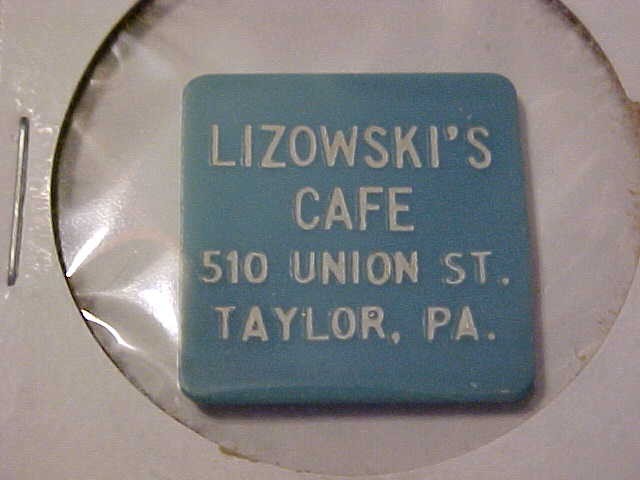 LIZOWSKI'S
CAFE
510 UNION ST.
TAYLOR, PA.